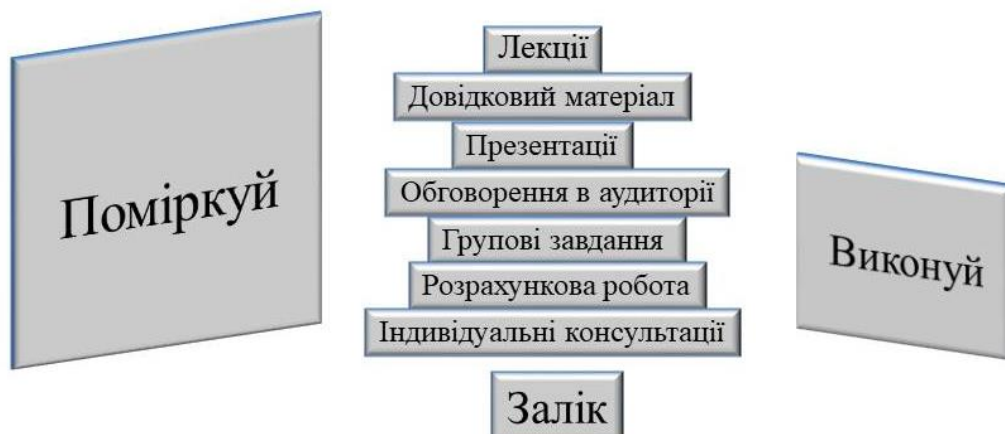 Поміркуй
Лекції
Довідковий матеріал
Презентації
Обговорення в аудиторії
Групові завдання
Розрахункова робота
Індивідуальні консультації
Залік
Виконуй